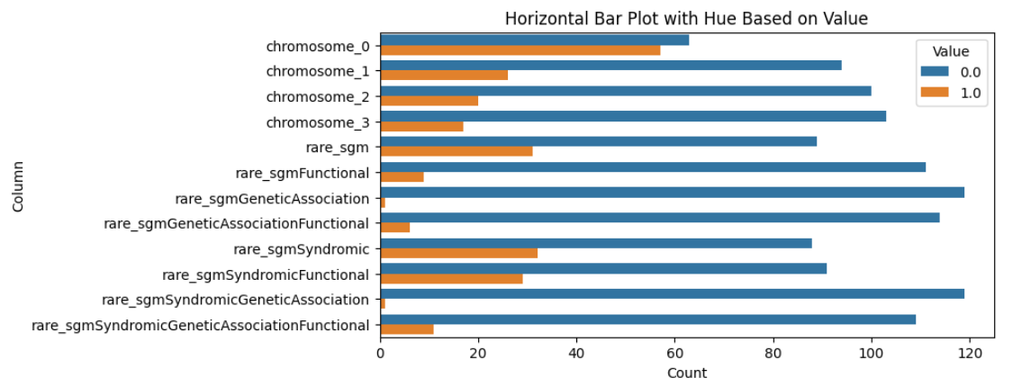 Horizontal Bar Plot with Hue Based on Value
Column
chromosome_0
chromosome_1
chromosome_2
chromosome_3
rare_sgm
rare_sgmFunctional
rare_sgmGeneticAssociation
rare_sgmGeneticAssociationFunctional
rare_sgmSyndromic
rare_sgmSyndromicFunctional
rare_sgmSyndromicGeneticAssociation
rare_sgmSyndromicGeneticAssociationFunctional
Value
0.0
1.0
0 20 40 60 80 100 120
Count